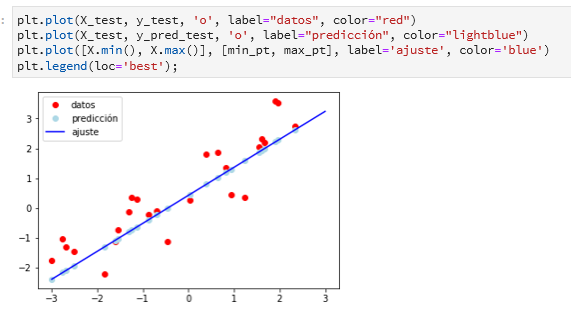 : plt.plot(X_test, y_test, 'o', label="datos", color="red")
plt.plot(X_test, y_pred_test, 'o', label="predicción", color="lightblue")
plt.plot([X.min(), X.max()], [min_pt, max_pt], label='ajuste', color='blue')
plt.legend(loc='best');
datos
predicción
ajuste
3
2
1
0
−1
−2
−3 −2 −1 0 1 2 3